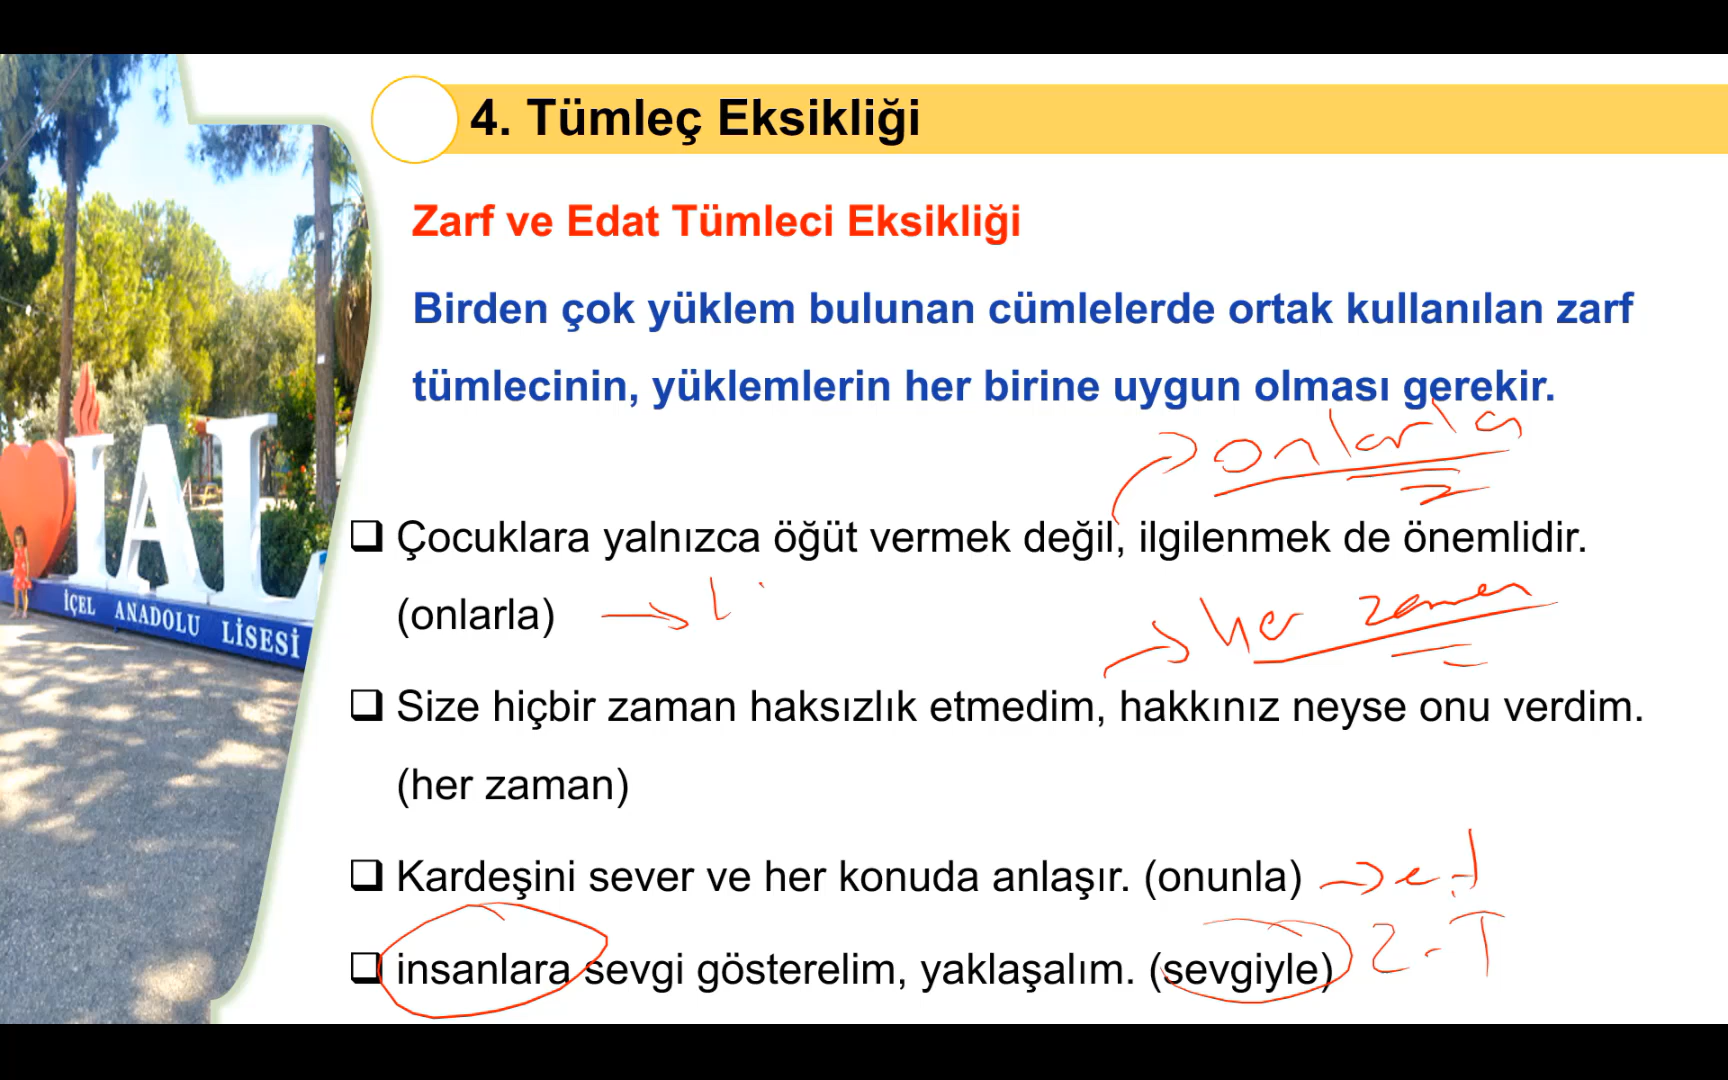 4. Tümleç Eksikliği
Zarf ve Edat Tümleci Eksikliği
Birden çok yüklem bulunan cümlelerde ortak kullanılan zarf
tümlecinin, yüklemlerin her birine uygun olması gerekir.
onlarla
Çocuklara yalnızca öğüt vermek değil, ilgilenmek de önemlidir.
(onlarla)
her zaman
Size hiçbir zaman haksızlık etmedim, hakkınız neyse onu verdim.
(her zaman)
Kardeşini sever ve her konuda anlaşır. (onunla)
insanlara sevgi gösterelim, yaklaşalım. (sevgiyle) Z.T
İAL
İÇEL ANADOLU LİSESİ